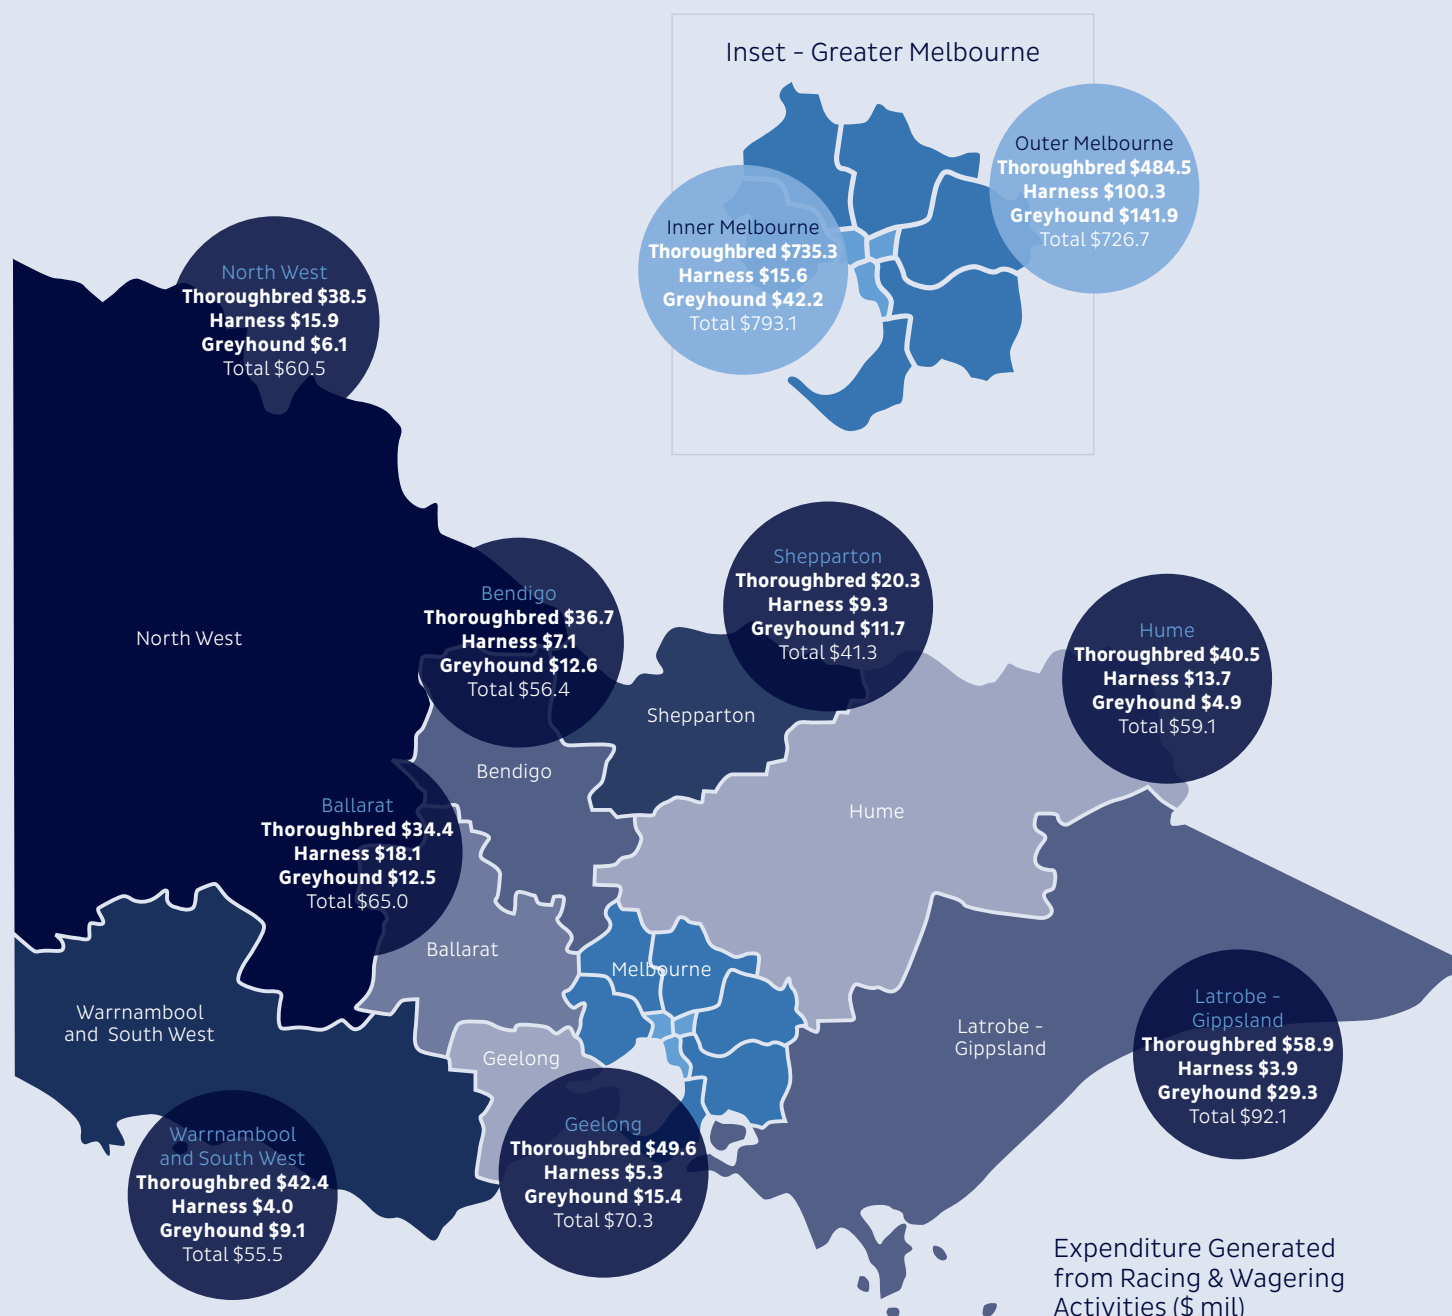 Inset - Greater Melbourne
Outer Melbourne
Thoroughbred $484.5
Harness $100.3
Greyhound $141.9
Total $726.7
Inner Melbourne
Thoroughbred $735.3
Harness $15.6
Greyhound $42.2
Total $793.1
North West
Thoroughbred $38.5
Harness $15.9
Greyhound $6.1
Total $60.5
Shepparton
Thoroughbred $20.3
Harness $9.3
Greyhound $11.7
Total $41.3
Bendigo
Thoroughbred $36.7
Harness $7.1
Greyhound $12.6
Total $56.4
Hume
Thoroughbred $40.5
Harness $13.7
Greyhound $4.9
Total $59.1
North West
Shepparton
Bendigo
Hume
Ballarat
Thoroughbred $34.4
Harness $18.1
Greyhound $12.5
Total $65.0
Ballarat
Melbourne
Warrnambool
and South West
Geelong
Latrobe -
Gippsland
Latrobe -
Gippsland
Thoroughbred $58.9
Harness $3.9
Greyhound $29.3
Total $92.1
Warrnambool
and South West
Thoroughbred $42.4
Harness $4.0
Greyhound $9.1
Total $55.5
Geelong
Thoroughbred $49.6
Harness $5.3
Greyhound $15.4
Total $70.3
Expenditure Generated
from Racing & Wagering
Activities ($ mil)